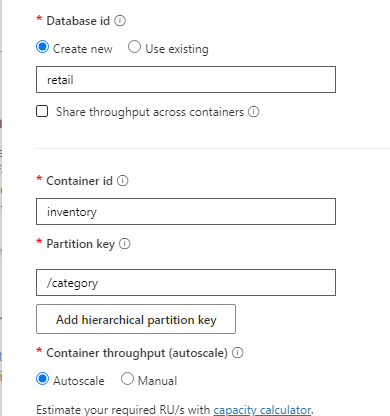 * Database id
Create new Use existing
retail
Share throughput across containers
* Container id
inventory
* Partition key
/category
Add hierarchical partition key
* Container throughput (autoscale)
Autoscale Manual
Estimate your required RU/s with capacity calculator.